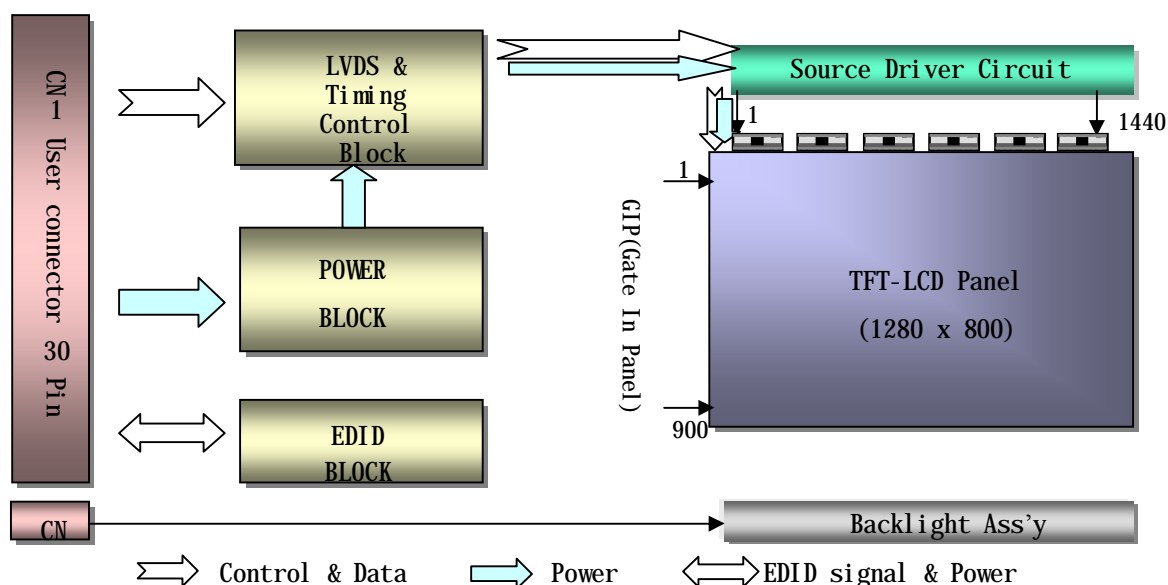 CN1 User connector 30 Pin
LVDS &
Timing
Control
Block
Source Driver Circuit
1
1440
1
GIP(Gate In Panel)
POWER
BLOCK
TFT-LCD Panel
(1280 x 800)
900
EDID
BLOCK
CN
Backlight Ass'y
Control & Data
Power
EDID signal & Power